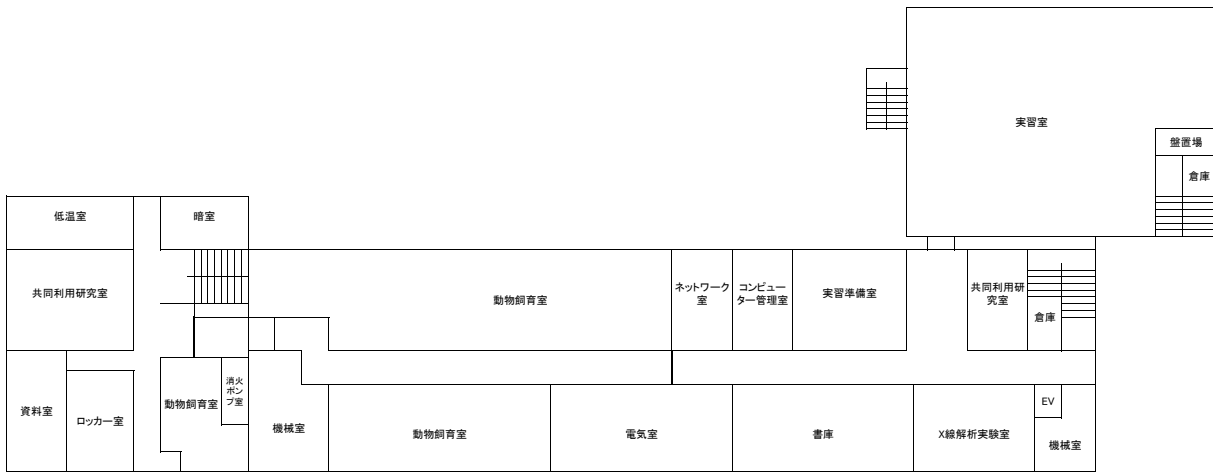 実習室
盤置場
倉庫
低温室
暗室
共同利用研究室
動物飼育室
ネットワーク
室
コンピュー
ター管理室
実習準備室
共同利用研
究室
倉庫
資料室
ロッカー室
動物飼育室
消火
ポン
プ室
機械室
動物飼育室
電気室
書庫
X線解析実験室
EV
機械室